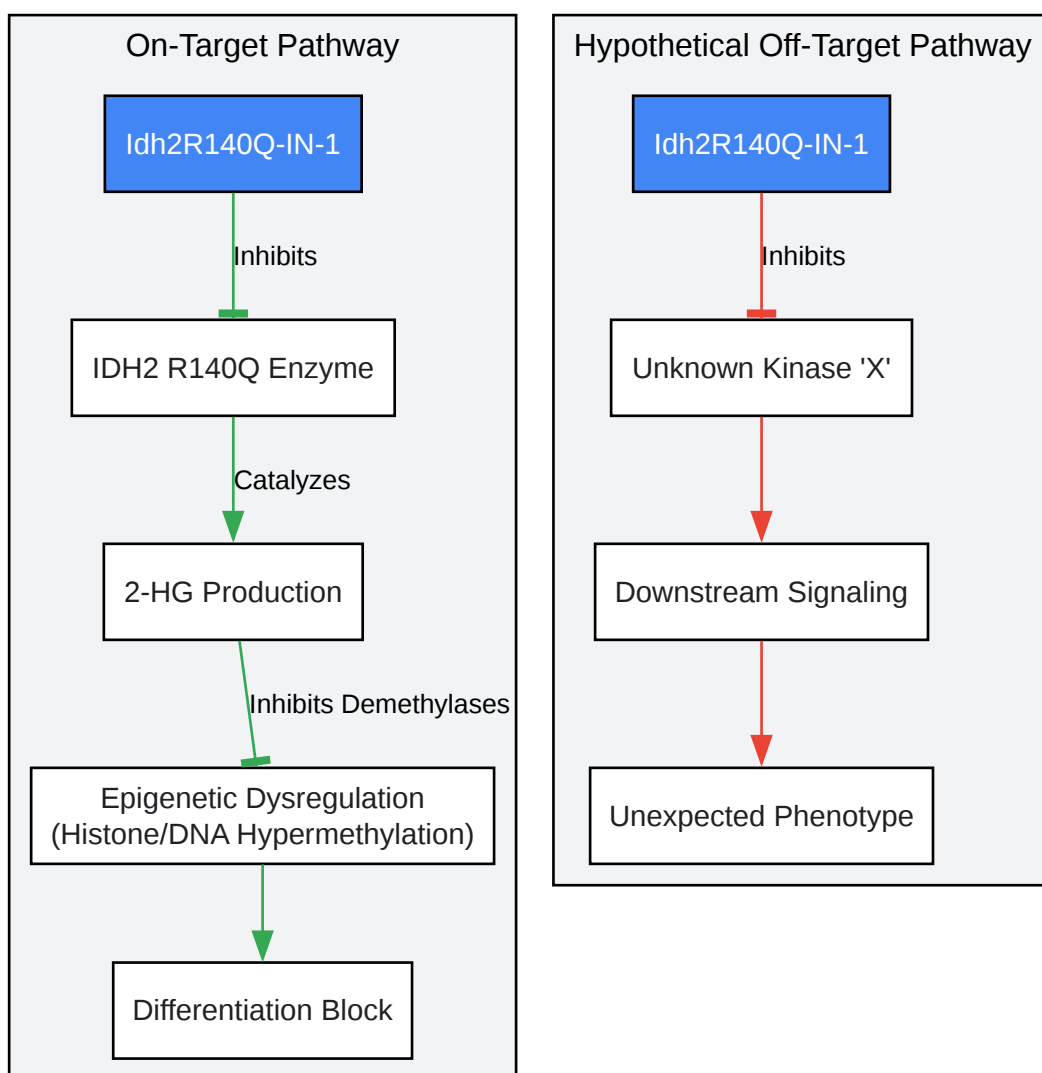 On-Target Pathway
Idh2R140Q-IN-1
Inhibits
IDH2 R140Q Enzyme
Catalyzes
2-HG Production
Inhibits Demethylases
Epigenetic Dysregulation
(Histone/DNA Hypermethylation)
Differentiation Block
Hypothetical Off-Target Pathway
Idh2R140Q-IN-1
Inhibits
Unknown Kinase 'X'
Downstream Signaling
Unexpected Phenotype